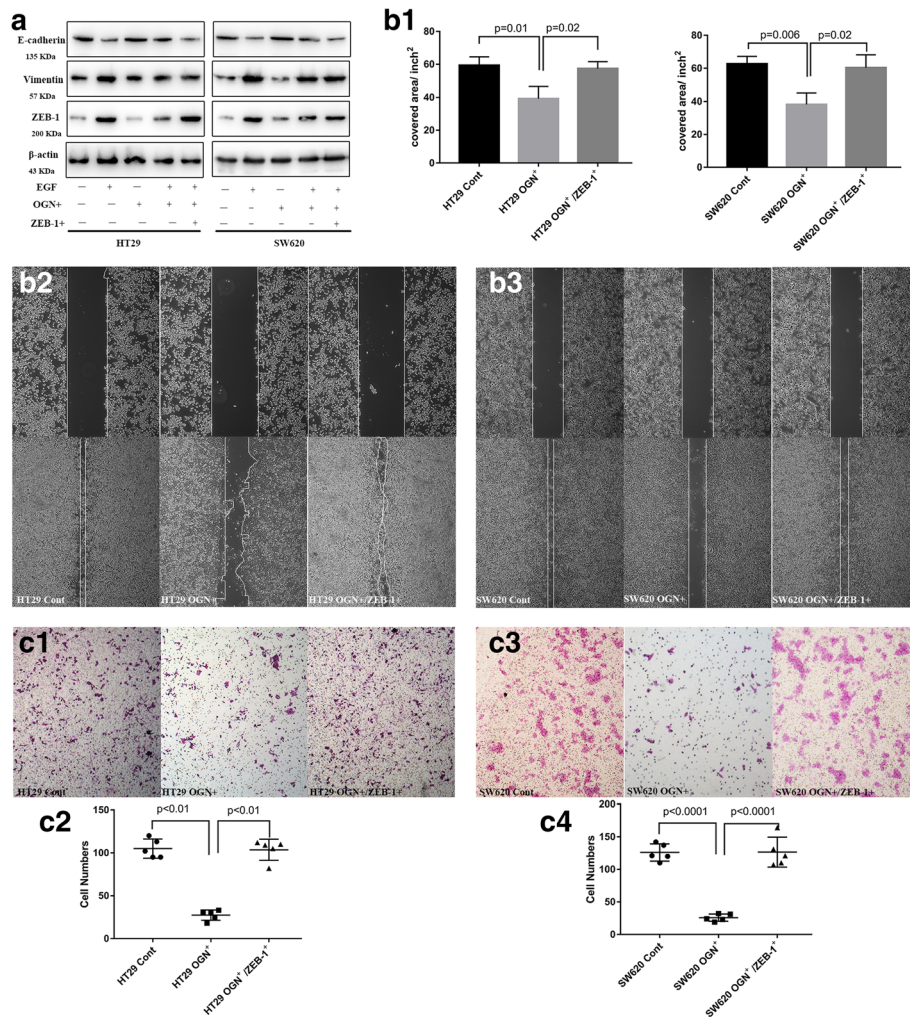 a
E-cadherin
135 KDa
Vimentin
57 KDa
ZEB-1
200 KDa
β-actin
43 KDa
EGF — + — + + — + — + +
OGN+ — — + + + — — + + +
ZEB-1+ — — — — + — — — — +
HT29 SW620
b1
covered area/ inch²
80
60
40
20
0
p=0.01 p=0.02
HT29 Cont
HT29 OGN⁺
HT29 OGN⁺/ZEB-1⁺
covered area/ inch²
80
60
40
20
0
p=0.006 p=0.02
SW620 Cont
SW620 OGN⁺
SW620 OGN⁺/ZEB-1⁺
b2
HT29 Cont HT29 OGN+ HT29 OGN+/ZEB-1+
b3
SW620 Cont SW620 OGN+ SW620 OGN+/ZEB-1+
c1
HT29 Cont HT29 OGN+ HT29 OGN+/ZEB-1+
c3
SW620 Cont SW620 OGN+ SW620 OGN+/ZEB-1+
c2
Cell Numbers
150
100
50
0
p<0.01 p<0.01
HT29 Cont
HT29 OGN⁺
HT29 OGN⁺/ZEB-1⁺
c4
Cell Numbers
200
150
100
50
0
p<0.0001 p<0.0001
SW620 Cont
SW620 OGN⁺
SW620 OGN⁺/ZEB-1⁺